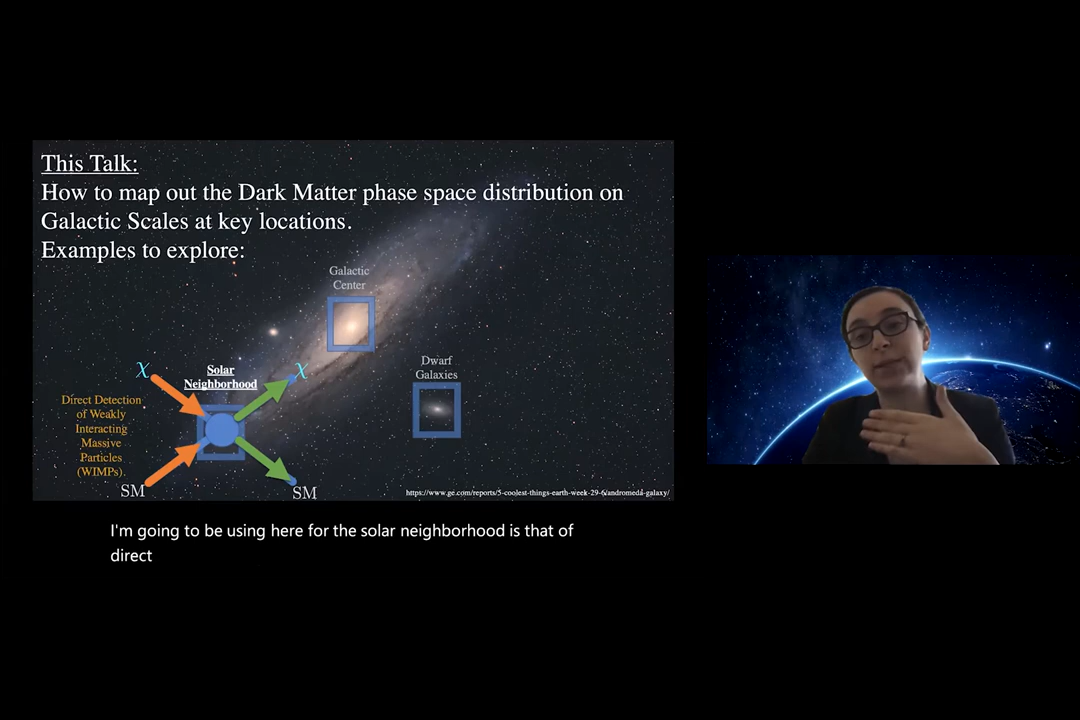 This Talk:
How to map out the Dark Matter phase space distribution on
Galactic Scales at key locations.
Examples to explore:
Galactic
Center
Dwarf
Galaxies
χ
Solar
Neighborhood
χ
Direct Detection
of Weakly
Interacting
Massive
Particles
(WIMPs).
SM
SM
https://www.ge.com/reports/5-coolest-things-earth-week-29-6/andromeda-galaxy/
I'm going to be using here for the solar neighborhood is that of
direct